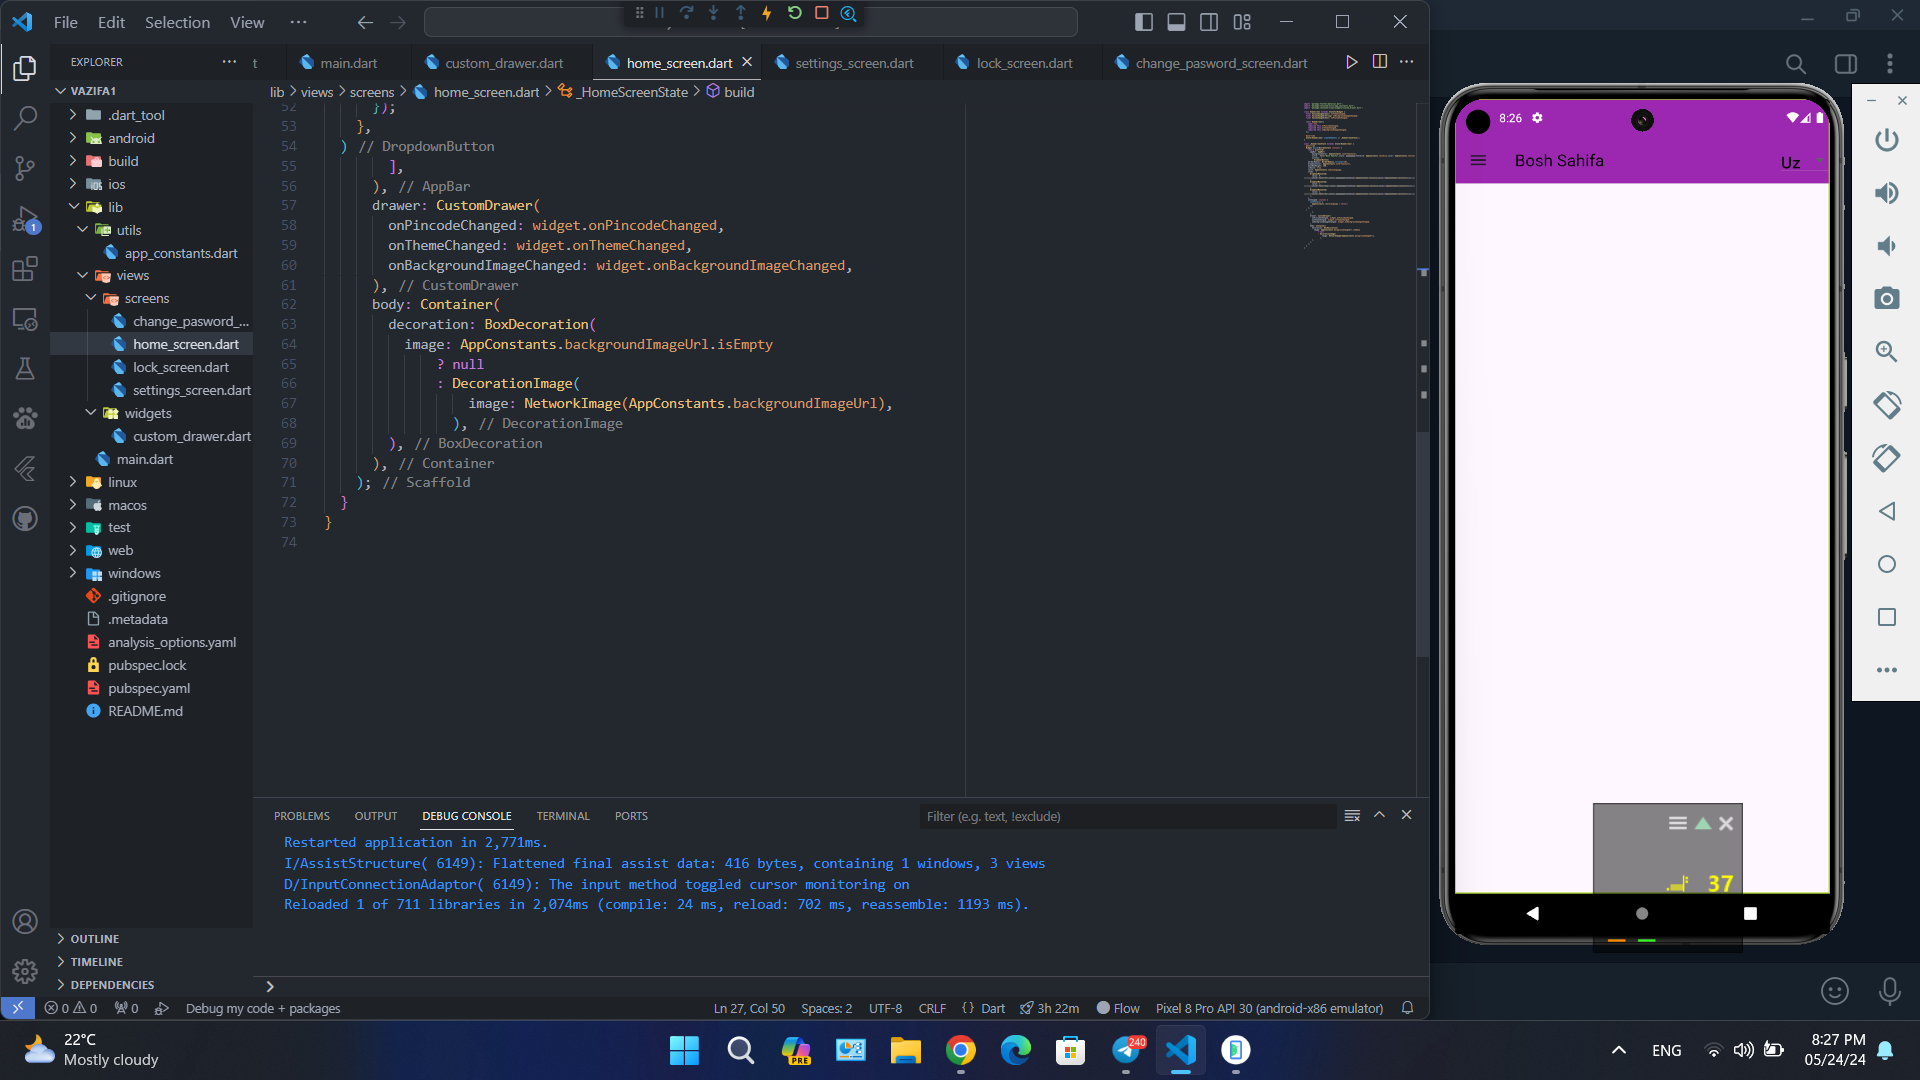 File Edit Selection View ···
EXPLORER ···
t
main.dart
custom_drawer.dart
home_screen.dart
settings_screen.dart
lock_screen.dart
change_pasword_screen.dart
VAZIFA1
lib > views > screens > home_screen.dart > _HomeScreenState > build
.dart_tool
android
build
ios
lib
utils
app_constants.dart
views
screens
change_pasword_...
home_screen.dart
lock_screen.dart
settings_screen.dart
widgets
custom_drawer.dart
main.dart
linux
macos
test
web
windows
.gitignore
.metadata
analysis_options.yaml
pubspec.lock
pubspec.yaml
README.md
OUTLINE
TIMELINE
DEPENDENCIES
52 });
53 },
54 ) // DropdownButton
55 ],
56 ), // AppBar
57 drawer: CustomDrawer(
58 onPincodeChanged: widget.onPincodeChanged,
59 onThemeChanged: widget.onThemeChanged,
60 onBackgroundImageChanged: widget.onBackgroundImageChanged,
61 ), // CustomDrawer
62 body: Container(
63 decoration: BoxDecoration(
64 image: AppConstants.backgroundImageUrl.isEmpty
65 ? null
66 : DecorationImage(
67 image: NetworkImage(AppConstants.backgroundImageUrl),
68 ), // DecorationImage
69 ), // BoxDecoration
70 ), // Container
71 ); // Scaffold
72 }
73 }
74
PROBLEMS OUTPUT DEBUG CONSOLE TERMINAL PORTS
Filter (e.g. text, !exclude)
Restarted application in 2,771ms.
I/AssistStructure( 6149): Flattened final assist data: 416 bytes, containing 1 windows, 3 views
D/InputConnectionAdaptor( 6149): The input method toggled cursor monitoring on
Reloaded 1 of 711 libraries in 2,074ms (compile: 24 ms, reload: 702 ms, reassemble: 1193 ms).
1
0 0 0 Debug my code + packages
Ln 27, Col 50 Spaces: 2 UTF-8 CRLF {} Dart 3h 22m Flow Pixel 8 Pro API 30 (android-x86 emulator)
8:26
Bosh Sahifa Uz
37
22°C
Mostly cloudy
PRE
240
ENG
8:27 PM
05/24/24